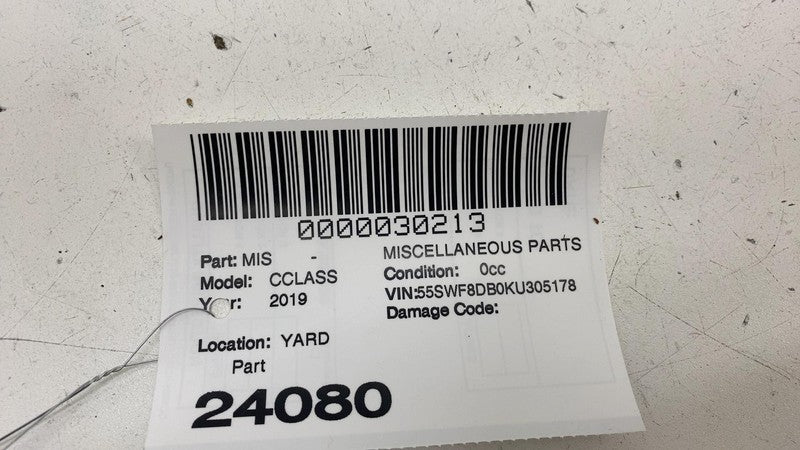 0000030213
Part: MIS - MISCELLANEOUS PARTS
Model: CCLASS Condition: 0cc
Year: 2019 VIN:55SWF8DB0KU305178
Damage Code:
Location: YARD
Part
24080